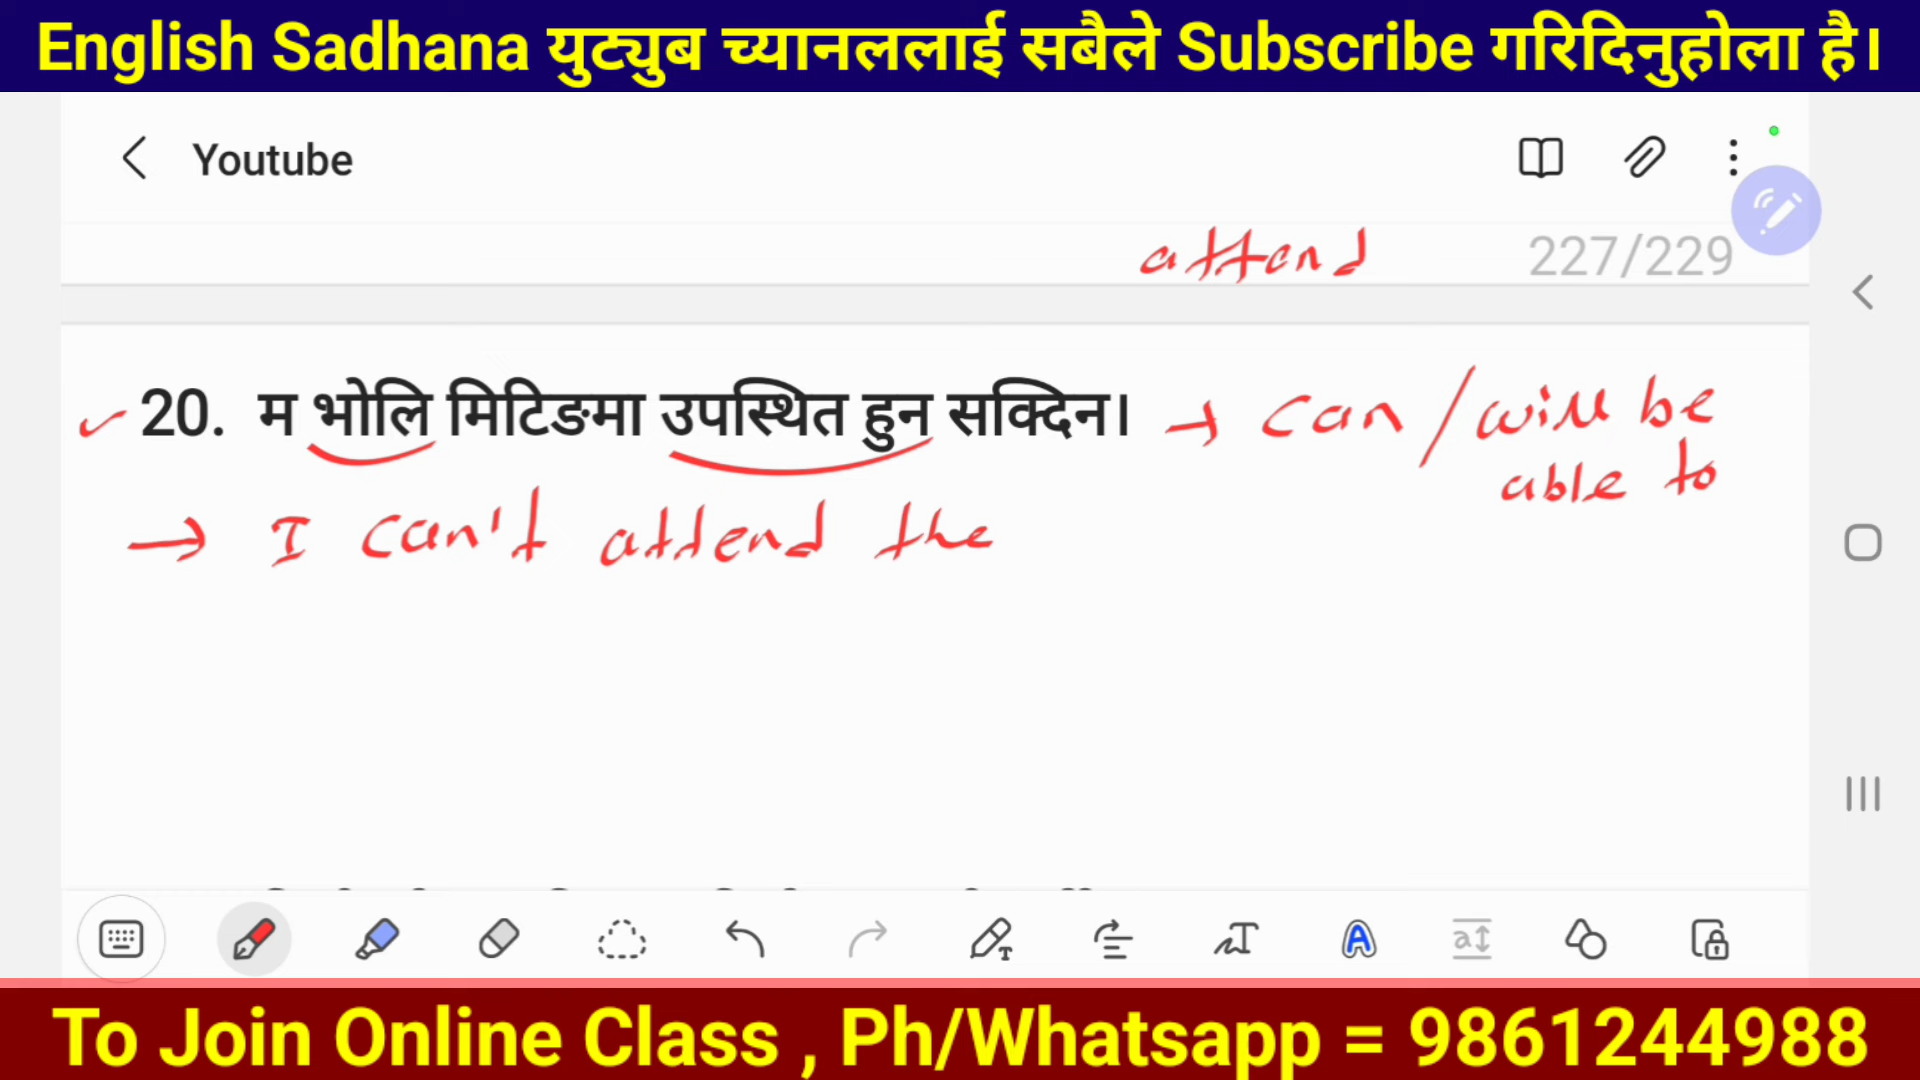 English Sadhana युट्युब च्यानललाई सबैले Subscribe गरिदिनुहोला है।
Youtube
attend
227/229
20. म भोलि मिटिङमा उपस्थित हुन सक्दिन। → can / will be
able to
→ I can't attend the
To Join Online Class , Ph/Whatsapp = 9861244988